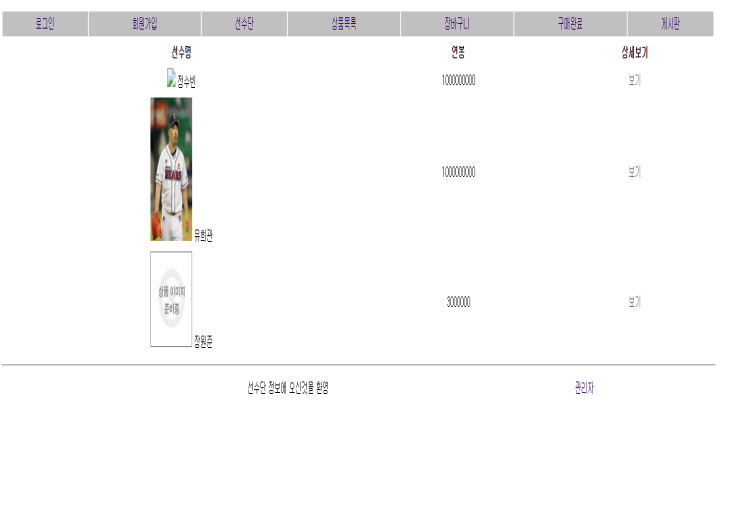 로그인 회원가입 선수단 상품목록 장바구니 구매완료 게시판
선수명 연봉 상세보기
정수빈 1000000000 보기
BEARS
1000000000 보기
유희관
상품 이미지
준비중
3000000 보기
장원준
선수단 정보에 오신것을 환영 관리자